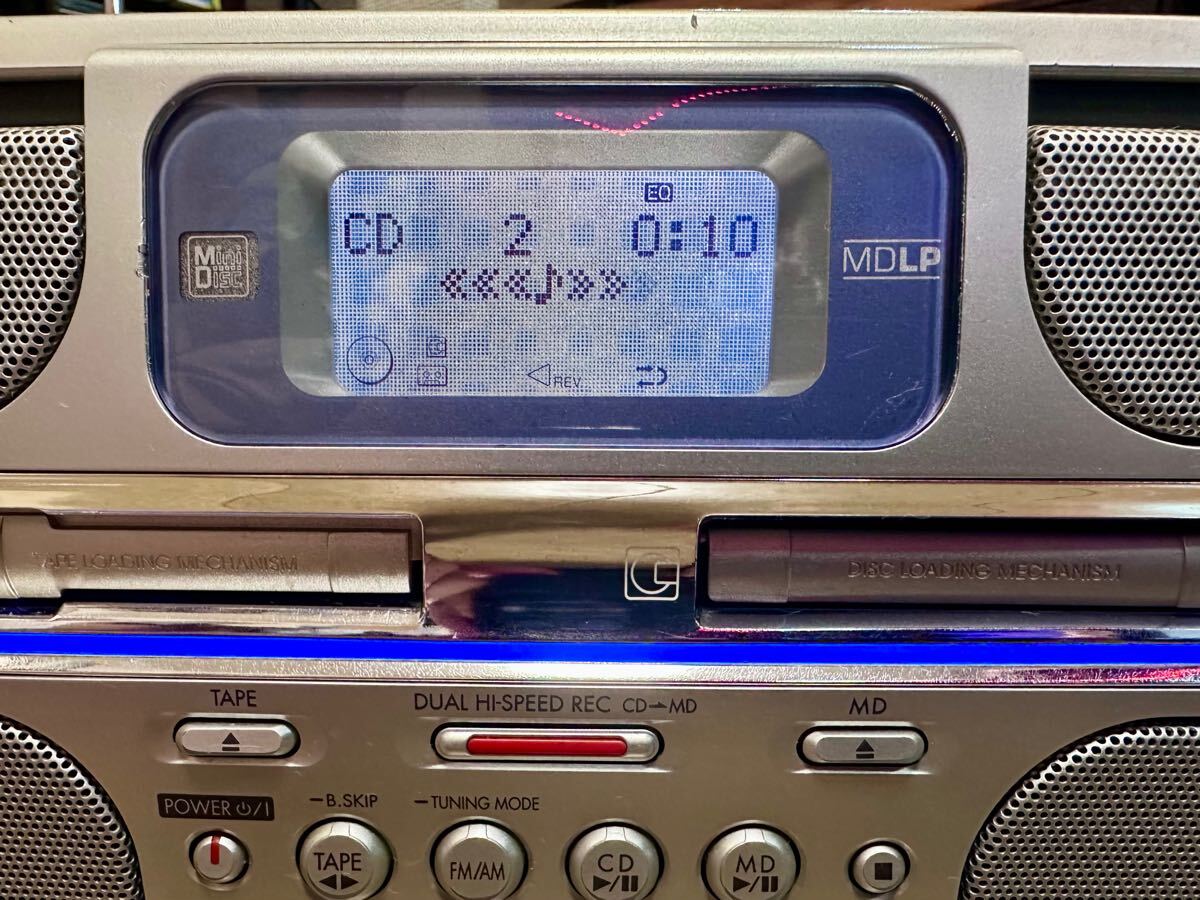 EQ
CD 2 0:10
Mini
Disc
MDLP
REV
TAPE LOADING MECHANISM
DISC LOADING MECHANISM
TAPE
DUAL HI-SPEED REC CD→MD
MD
POWER ⏻/I
–B.SKIP
–TUNING MODE
TAPE
FM/AM
CD
MD